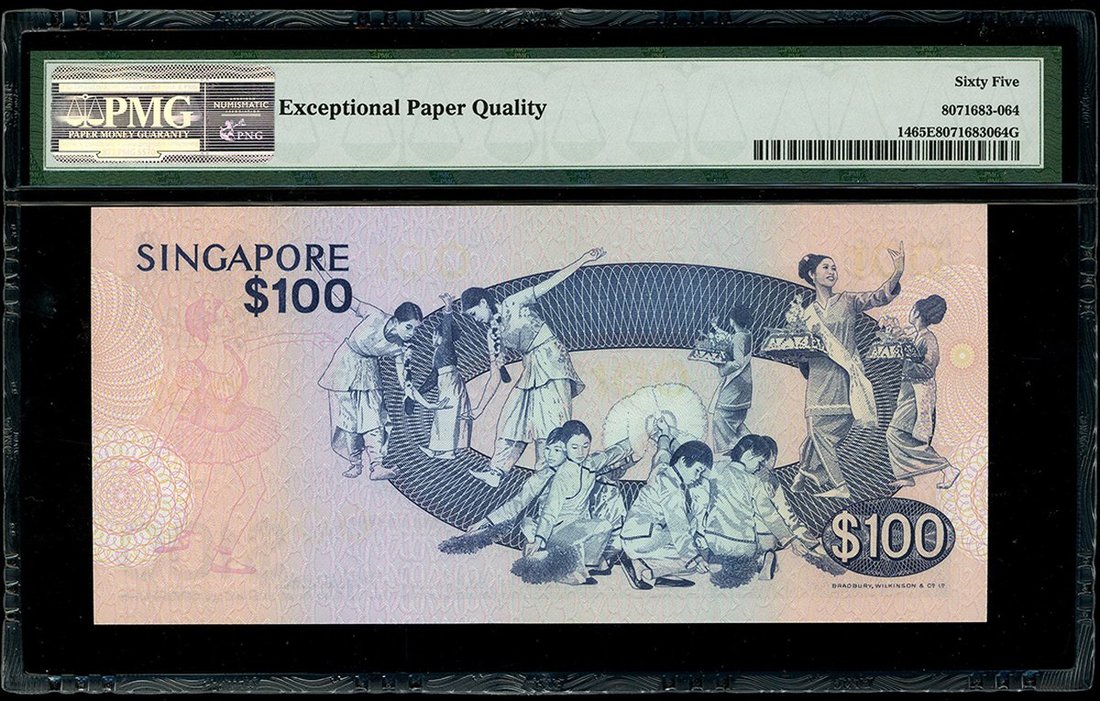 PMG
PAPER MONEY GUARANTY
NUMISMATIC
PNG
Exceptional Paper Quality
Sixty Five
8071683-064
1465E8071683064G
SINGAPORE
$100
$100
BRADBURY, WILKINSON & Cº Lº